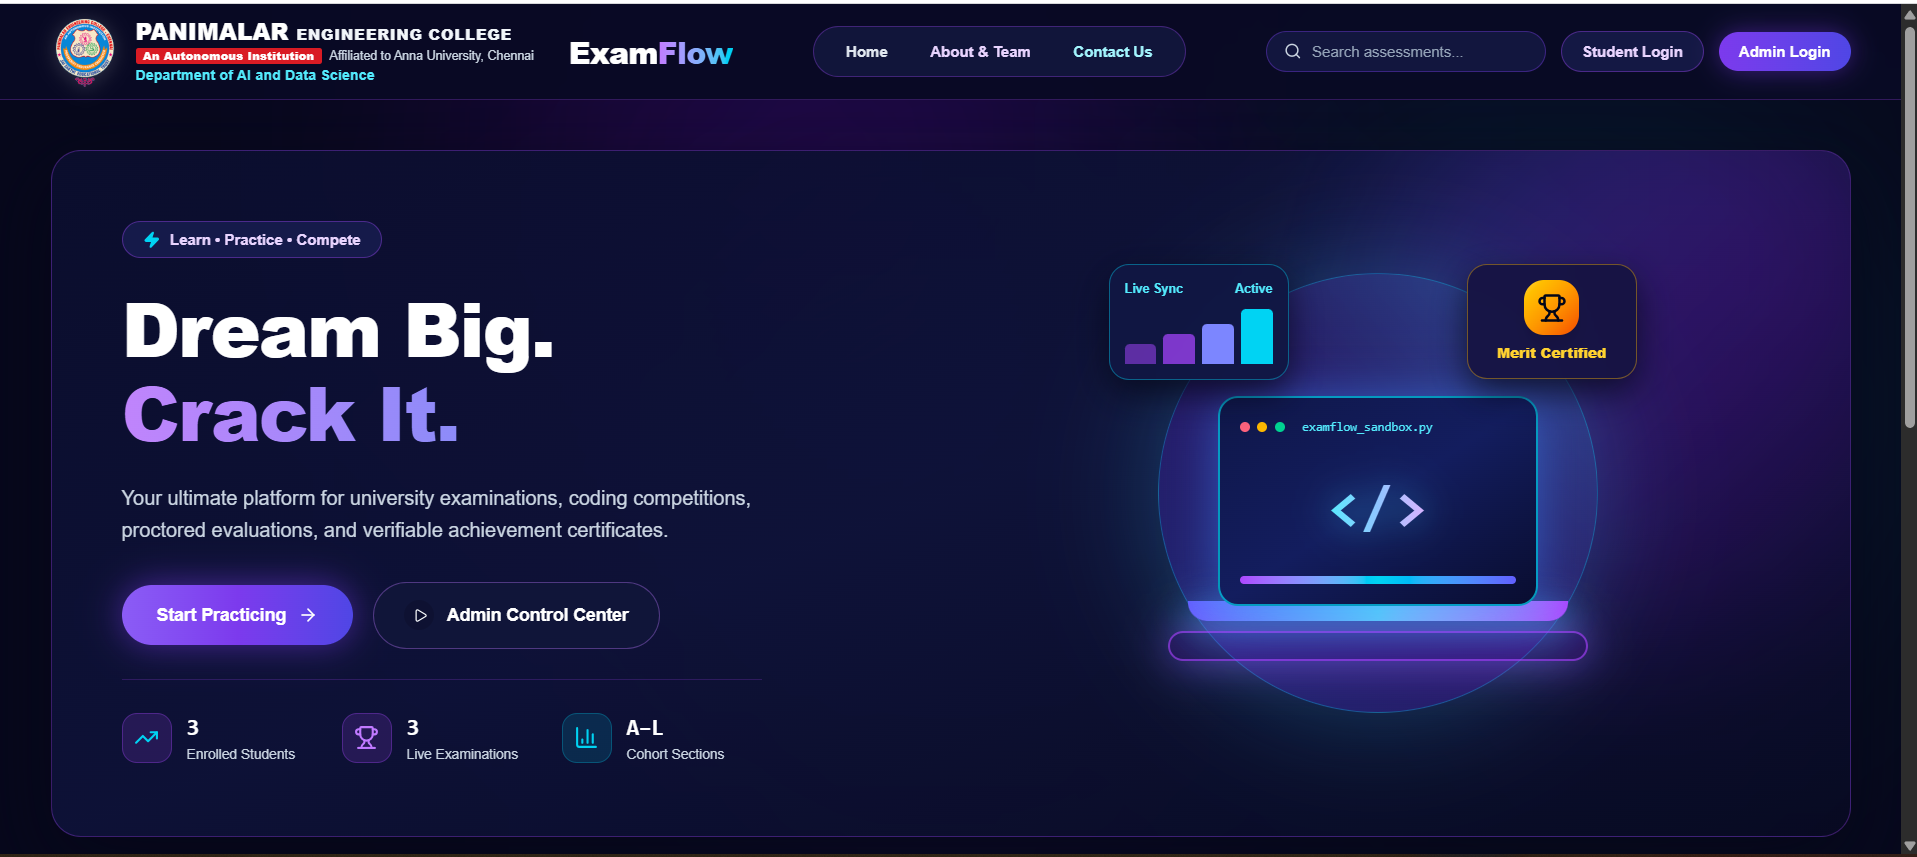 PANIMALAR ENGINEERING COLLEGE
An Autonomous Institution Affiliated to Anna University, Chennai
Department of AI and Data Science
ExamFlow
Home
About & Team
Contact Us
Search assessments...
Student Login
Admin Login
Learn • Practice • Compete
Dream Big.
Crack It.
Your ultimate platform for university examinations, coding competitions,
proctored evaluations, and verifiable achievement certificates.
Start Practicing
Admin Control Center
3
Enrolled Students
3
Live Examinations
A–L
Cohort Sections
Live Sync Active
Merit Certified
examflow_sandbox.py
</>